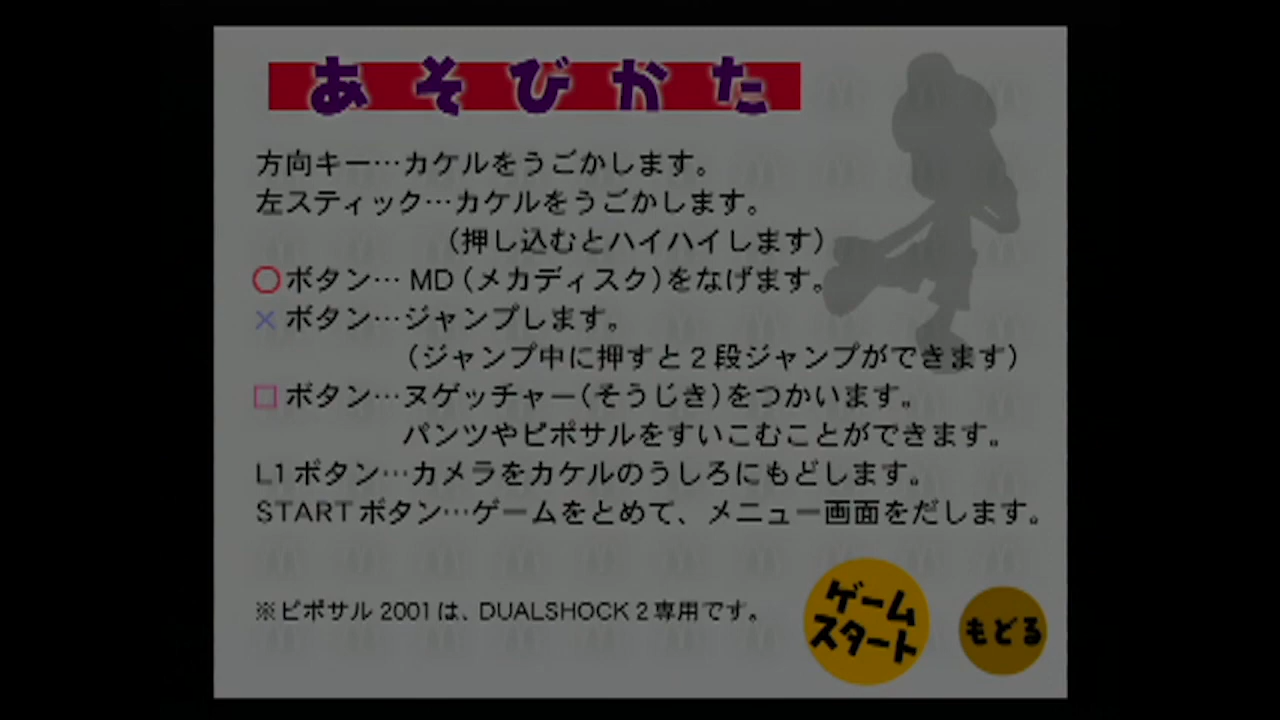 あそびかた
方向キー…カケルをうごかします。
左スティック…カケルをうごかします。
(押し込むとハイハイします)
○ボタン…MD(メカディスク)をなげます。
×ボタン…ジャンプします。
(ジャンプ中に押すと2段ジャンプができます)
□ボタン…ヌゲッチャー(そうじき)をつかいます。
パンツやピポサルをすいこむことができます。
L1ボタン…カメラをカケルのうしろにもどします。
STARTボタン…ゲームをとめて、メニュー画面をだします。
※ピポサル2001は、DUALSHOCK 2専用です。
ゲーム
スタート
もどる